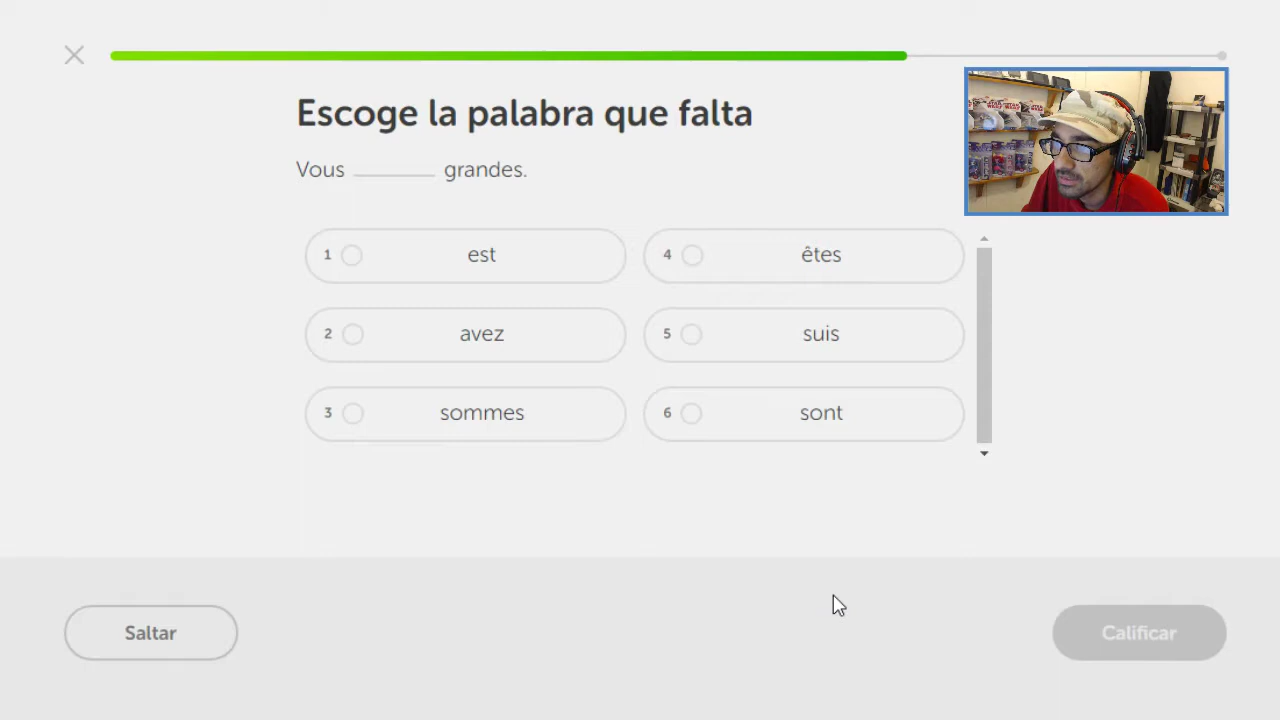 Escoge la palabra que falta
Vous ______ grandes.
1 est
4 êtes
2 avez
5 suis
3 sommes
6 sont
Saltar
Calificar